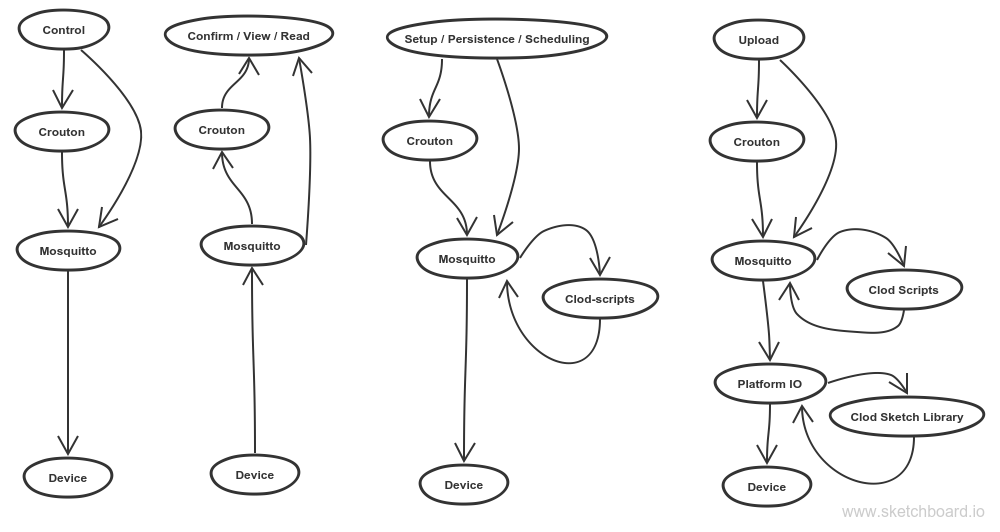 Control
Crouton
Mosquitto
Device
Confirm / View / Read
Crouton
Mosquitto
Device
Setup / Persistence / Scheduling
Crouton
Mosquitto
Clod-scripts
Device
Upload
Crouton
Mosquitto
Clod Scripts
Platform IO
Clod Sketch Library
Device
www.sketchboard.io